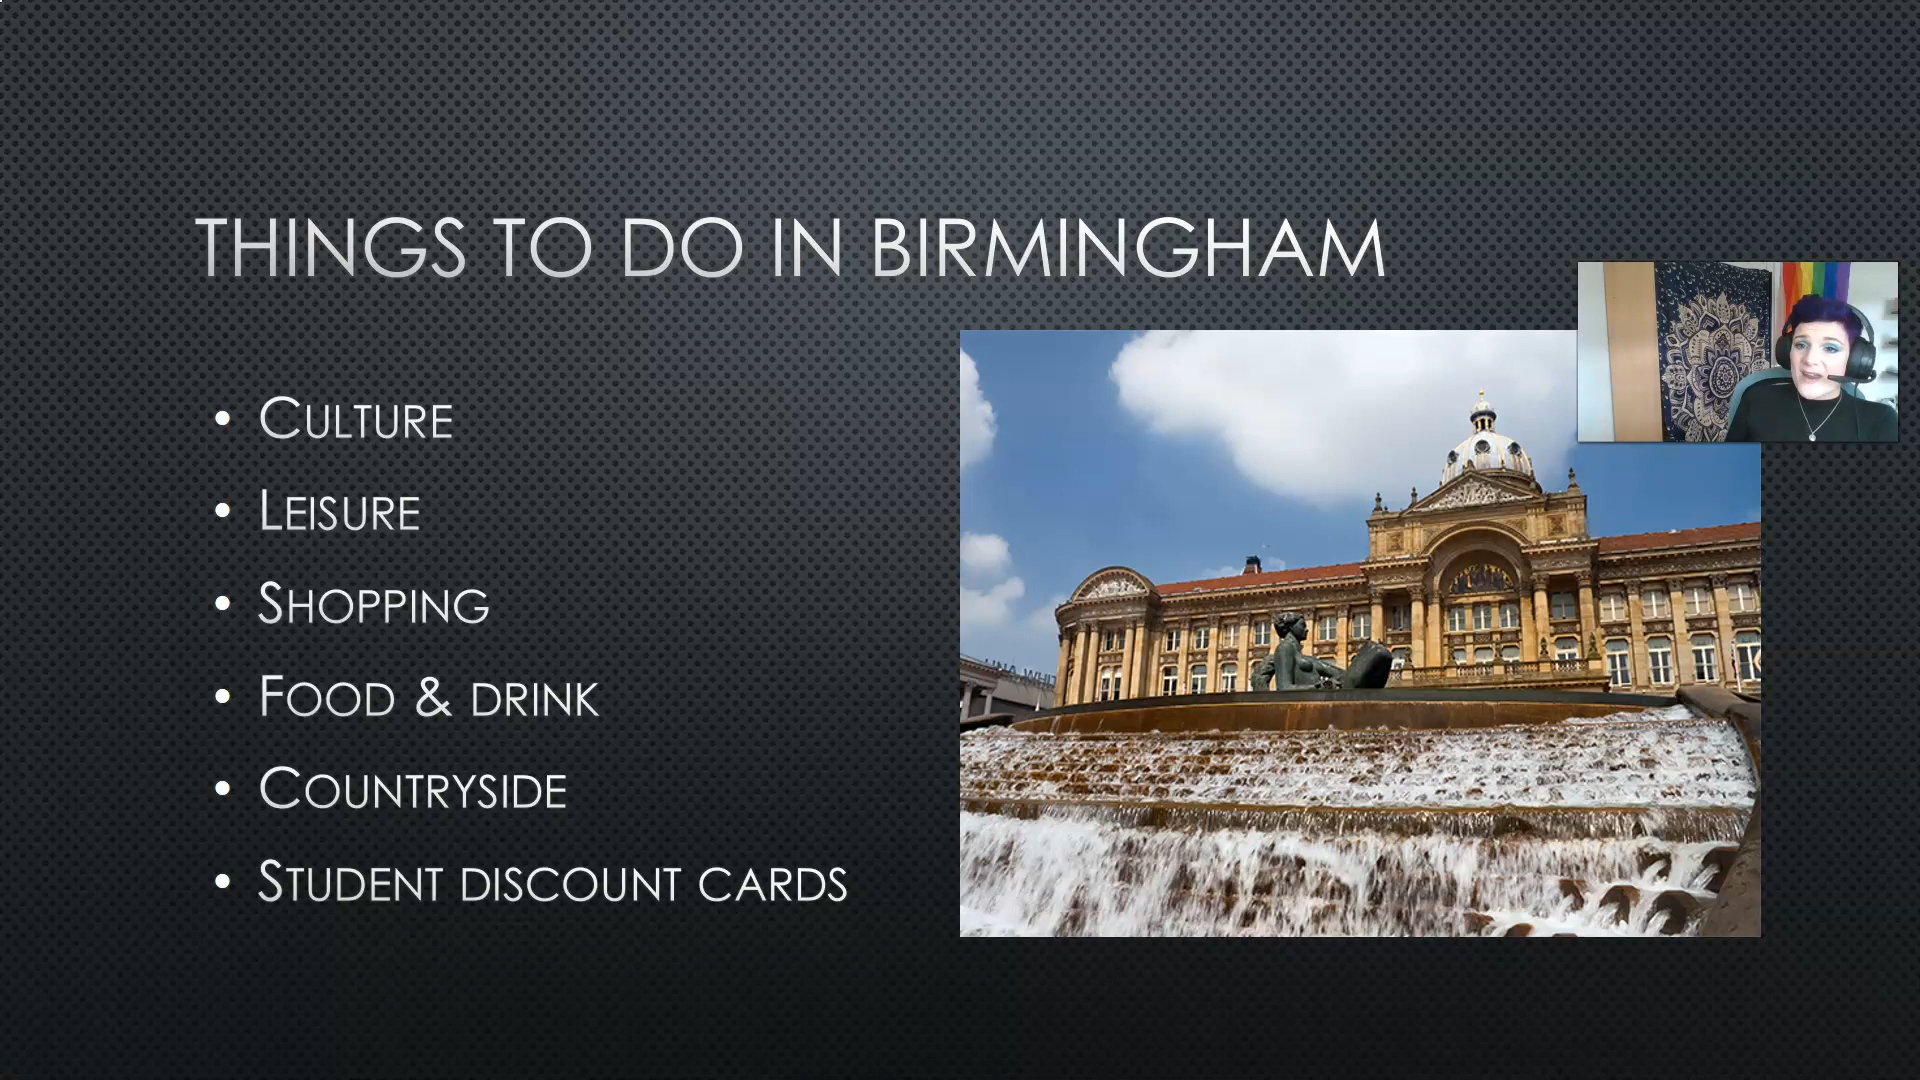 THINGS TO DO IN BIRMINGHAM
• CULTURE
• LEISURE
• SHOPPING
• FOOD & DRINK
• COUNTRYSIDE
• STUDENT DISCOUNT CARDS